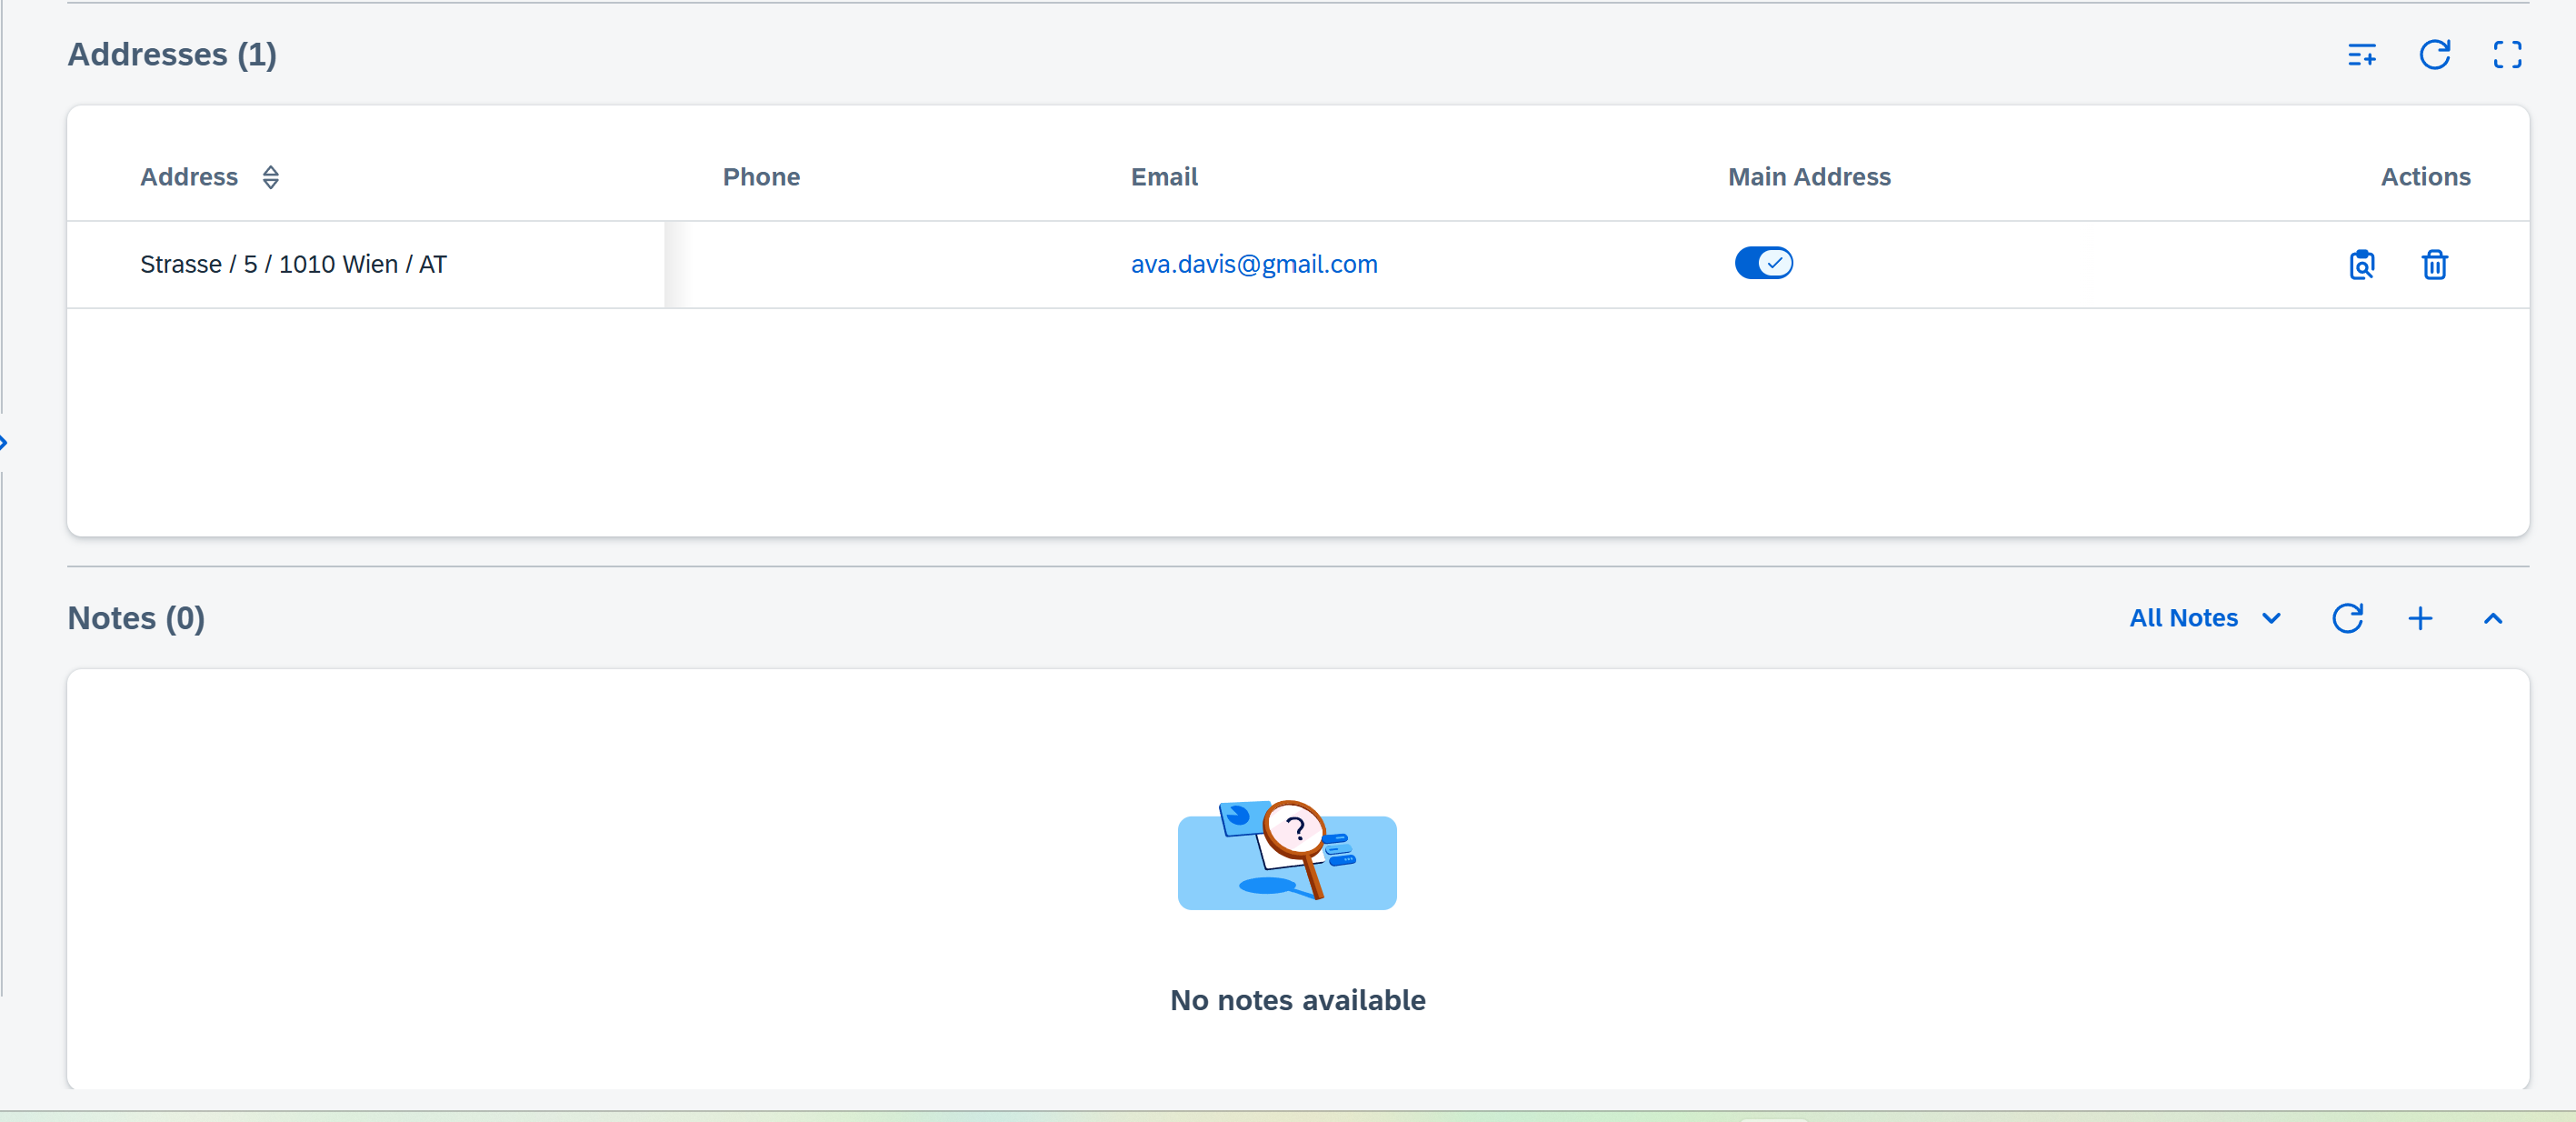 Addresses (1)
Address Phone Email Main Address Actions
Strasse / 5 / 1010 Wien / AT ava.davis@gmail.com
Notes (0)
All Notes
?
No notes available